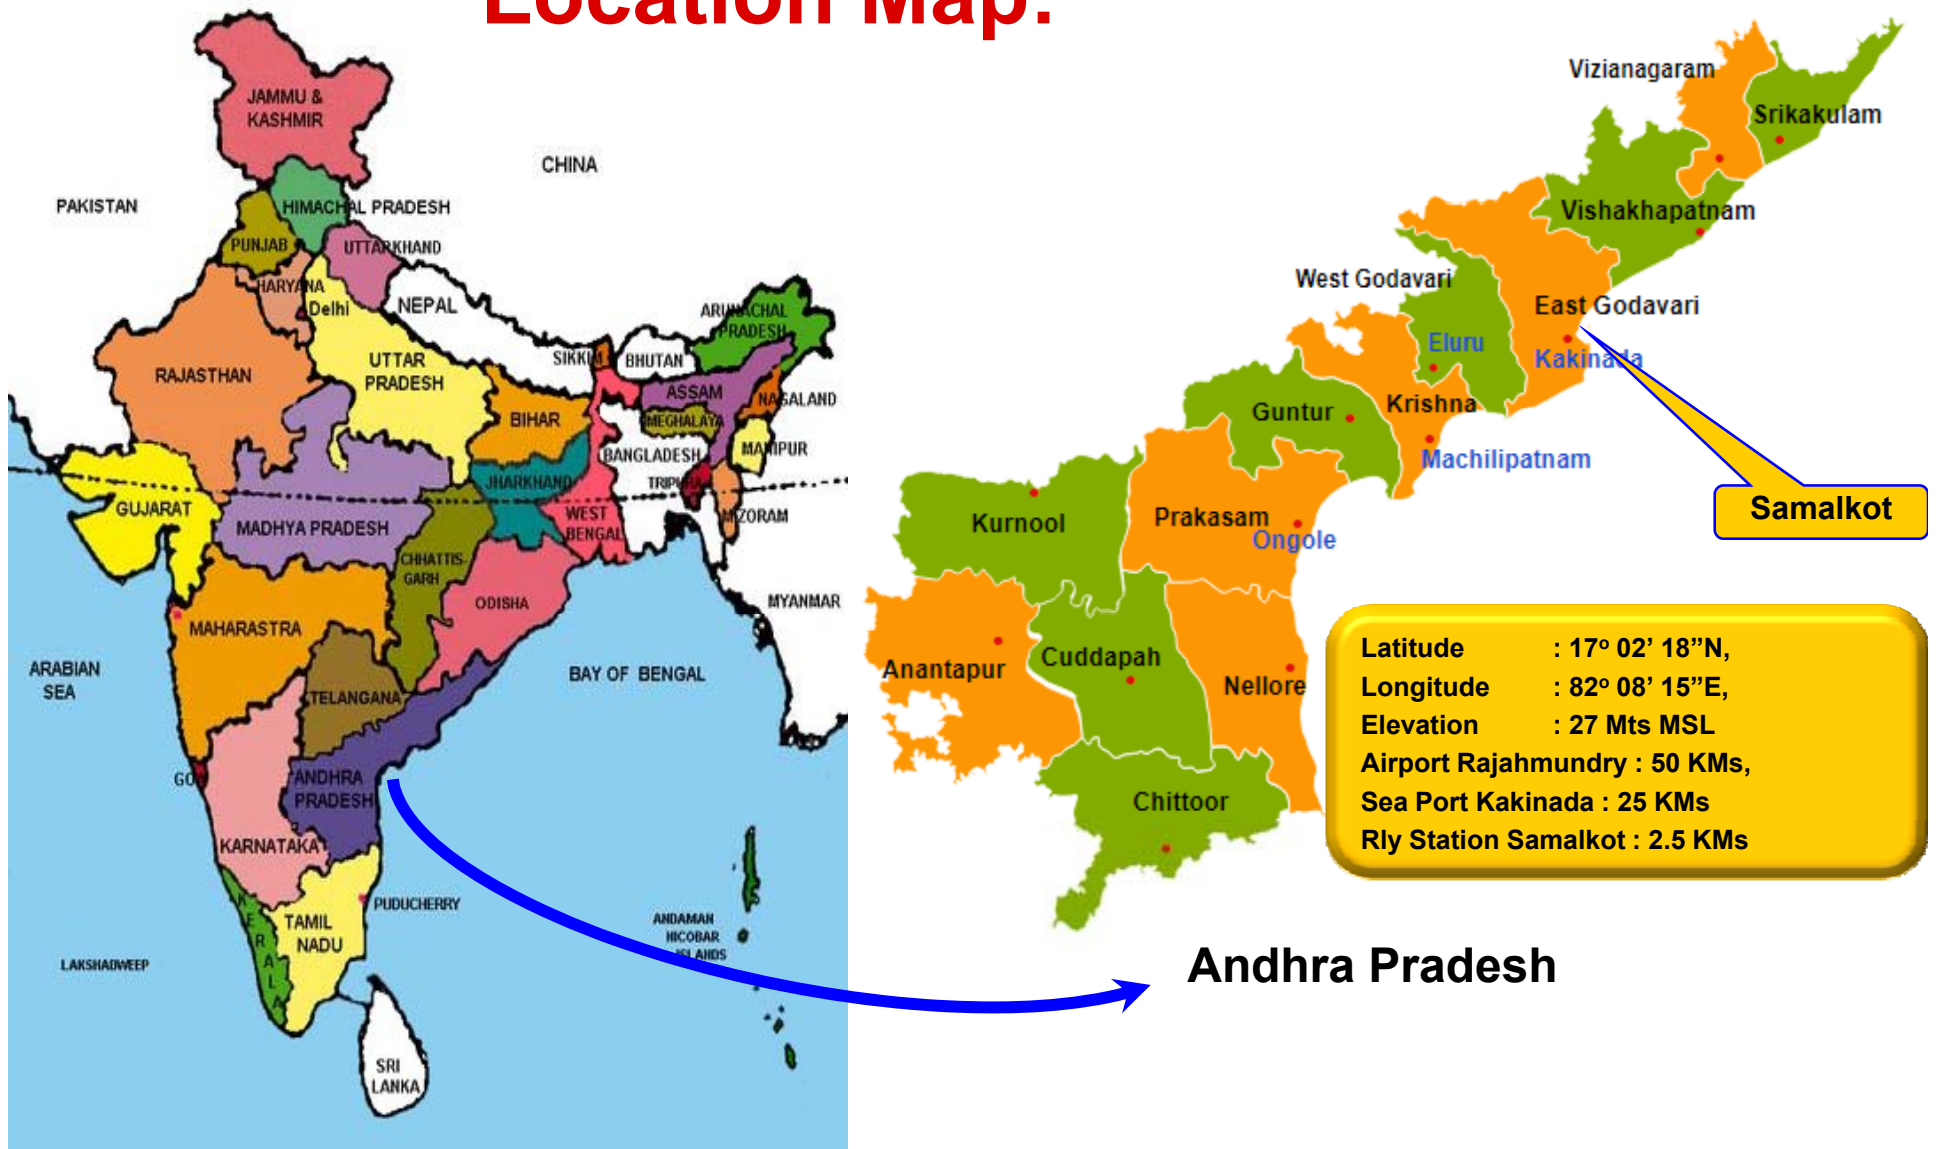 Location Map:
JAMMU &
KASHMIR
CHINA
PAKISTAN
HIMACHAL PRADESH
PUNJAB
UTTARKHAND
HARYANA
Delhi
NEPAL
ARUNACHAL
PRADESH
SIKKIM
BHUTAN
RAJASTHAN
UTTAR
PRADESH
ASSAM
NAGALAND
BIHAR
MEGHALAYA
MANIPUR
BANGLADESH
JHARKHAND
TRIPURA
GUJARAT
MADHYA PRADESH
WEST
BENGAL
MIZORAM
CHHATTIS-
GARH
ODISHA
MYANMAR
MAHARASTRA
ARABIAN
SEA
BAY OF BENGAL
TELANGANA
GOA
ANDHRA
PRADESH
KARNATAKA
PUDUCHERRY
KERALA
TAMIL
NADU
ANDAMAN
NICOBAR
ISLANDS
LAKSHADWEEP
SRI
LANKA
Vizianagaram
Srikakulam
Vishakhapatnam
West Godavari
East Godavari
Eluru
Kakinada
Krishna
Guntur
Machilipatnam
Samalkot
Kurnool
Prakasam
Ongole
Anantapur
Cuddapah
Nellore
Chittoor
Latitude : 17º 02’ 18”N,
Longitude : 82º 08’ 15”E,
Elevation : 27 Mts MSL
Airport Rajahmundry : 50 KMs,
Sea Port Kakinada : 25 KMs
Rly Station Samalkot : 2.5 KMs
Andhra Pradesh